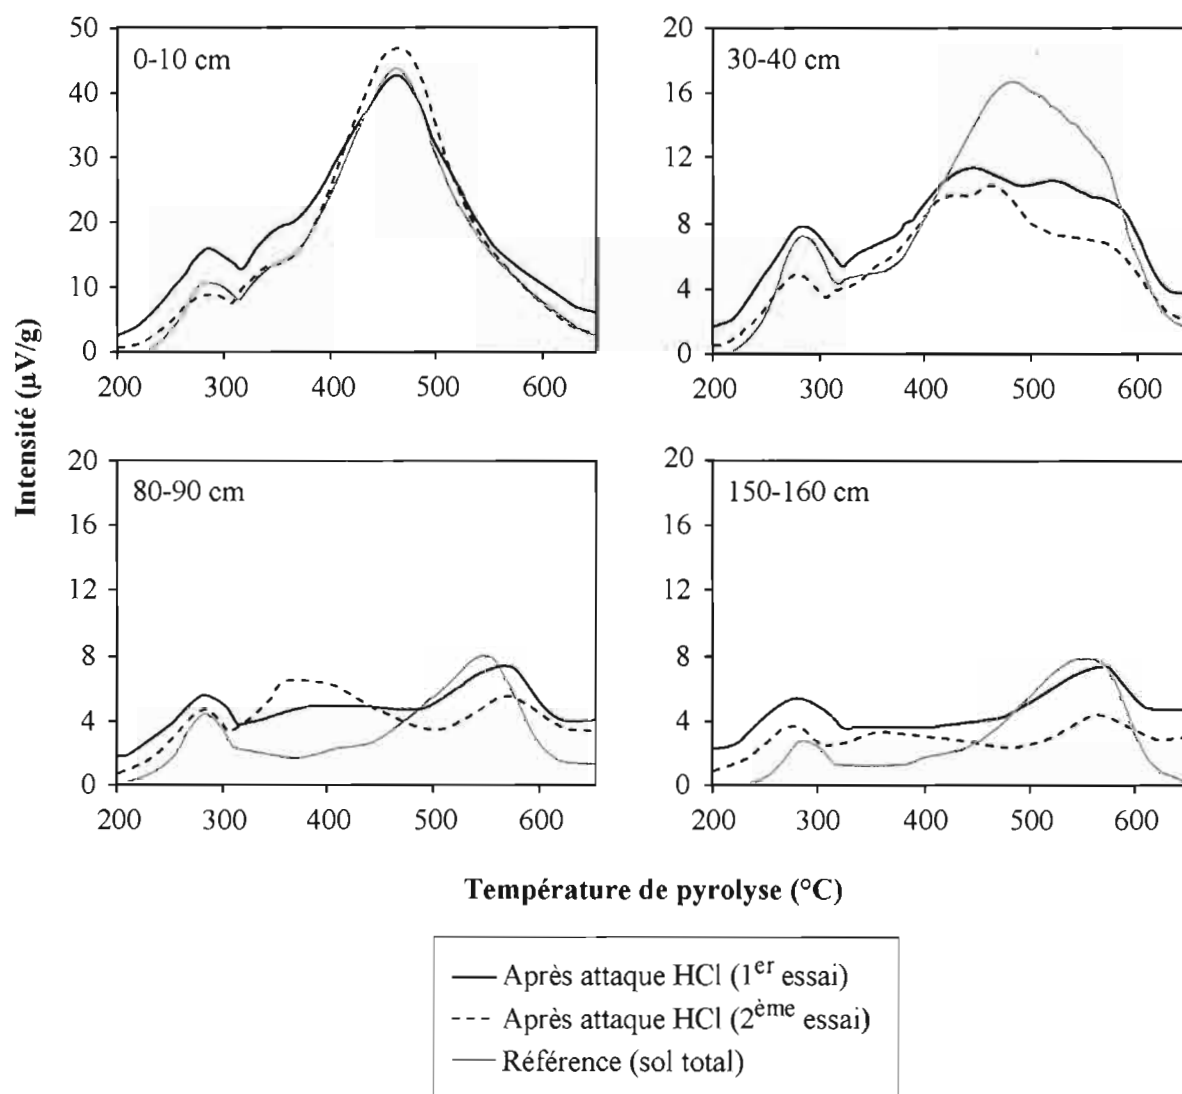 50
40
30
20
10
0
0-10 cm
200 300 400 500 600
20
16
12
8
4
0
30-40 cm
200 300 400 500 600
Intensité (µV/g)
20
16
12
8
4
0
80-90 cm
200 300 400 500 600
20
16
12
8
4
0
150-160 cm
200 300 400 500 600
Température de pyrolyse (°C)
Après attaque HCl (1er essai)
Après attaque HCl (2ème essai)
Référence (sol total)